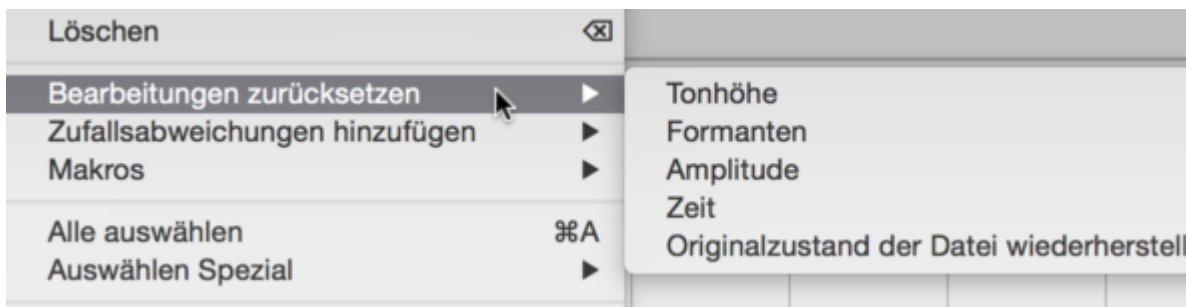 Löschen ⌫
Bearbeitungen zurücksetzen ▶
Zufallsabweichungen hinzufügen ▶
Makros ▶
Alle auswählen ⌘A
Auswählen Spezial ▶
Tonhöhe
Formanten
Amplitude
Zeit
Originalzustand der Datei wiederherstell